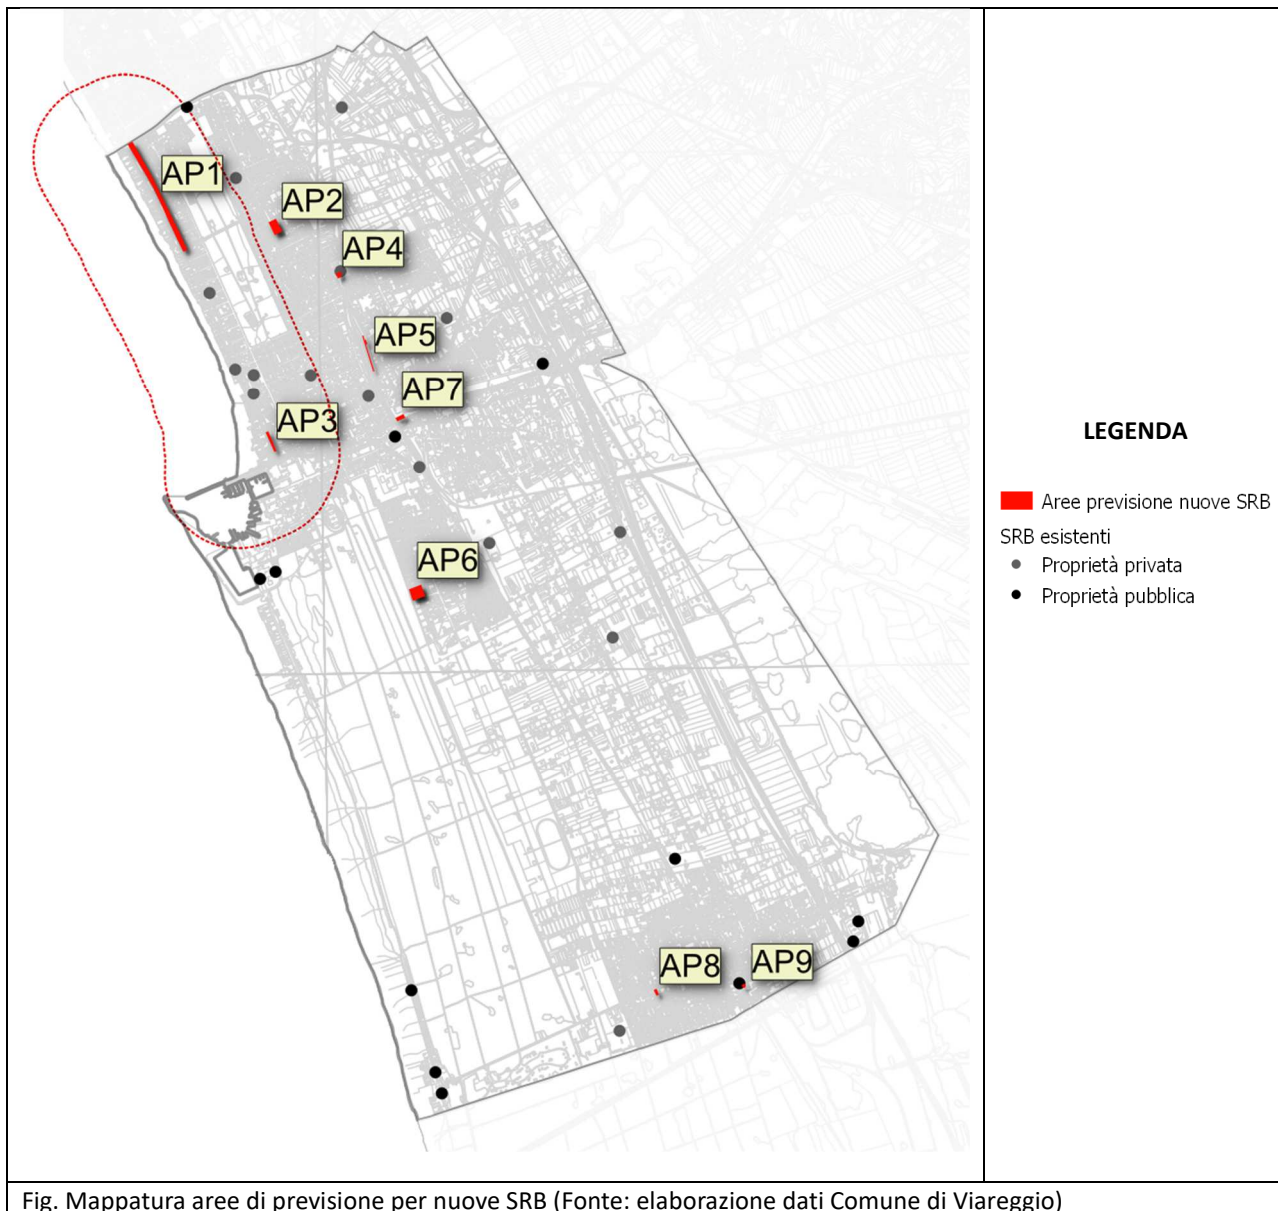 AP1
AP2
AP4
AP5
AP7
AP3
AP6
AP8
AP9
LEGENDA
Aree previsione nuove SRB
SRB esistenti
Proprietà privata
Proprietà pubblica
Fig. Mappatura aree di previsione per nuove SRB (Fonte: elaborazione dati Comune di Viareggio)